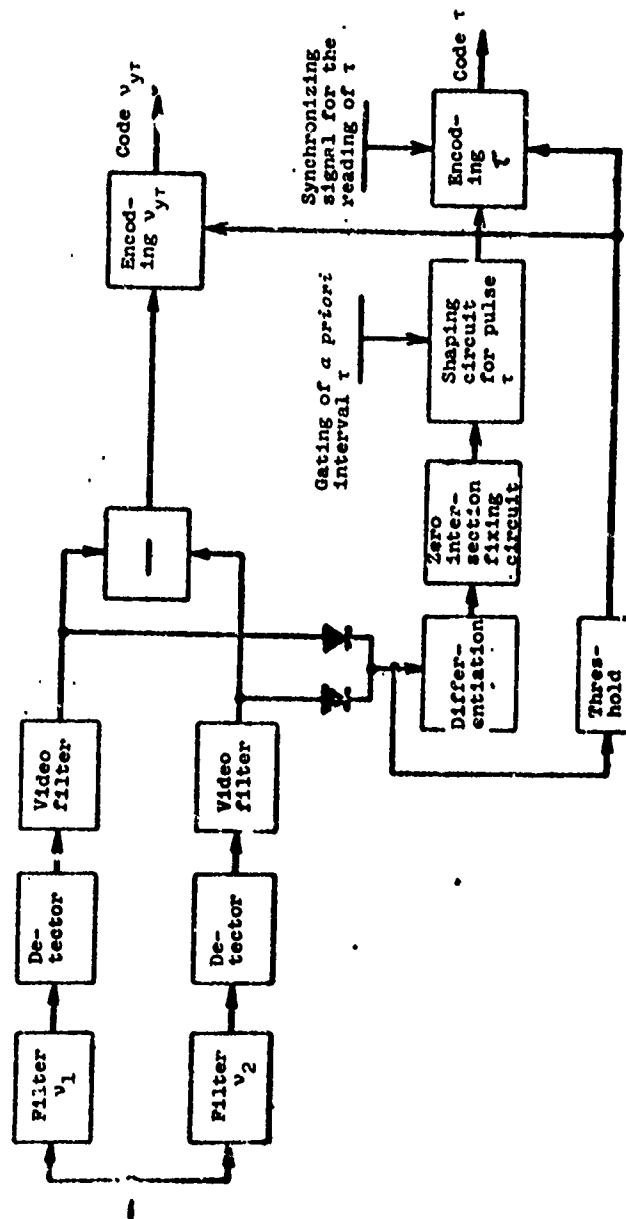 Filter
ν1
De-
tector
Video
filter
Filter
ν2
De-
tector
Video
filter
—
Encod-
ing νyτ
Code νyτ
Differ-
entiation
Zero
inter-
section
fixing
circuit
Gating of a priori
interval τ
Shaping
circuit
for pulse
τ
Synchronizing
signal for the
reading of τ
Encod-
ing
τ
Code τ
Thres-
hold